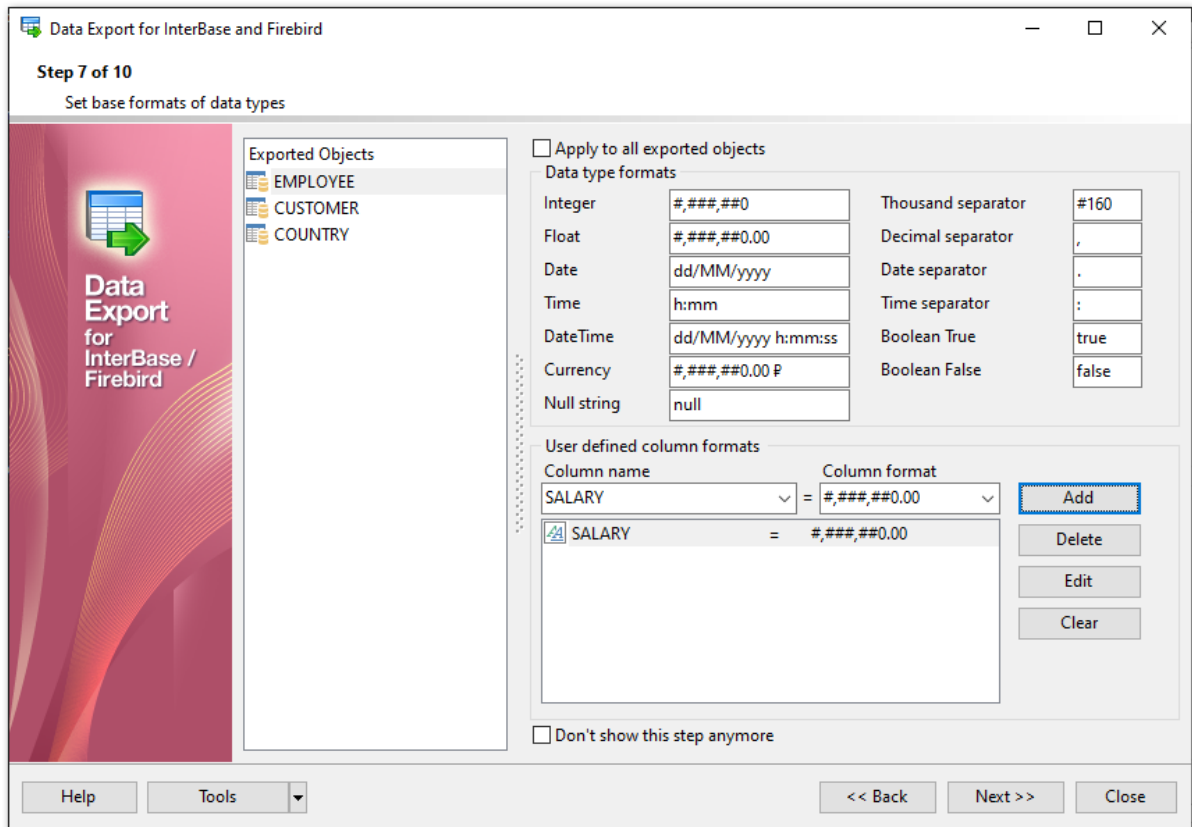 Data Export for InterBase and Firebird
Step 7 of 10
Set base formats of data types
Data
Export
for
InterBase /
Firebird
Exported Objects
EMPLOYEE
CUSTOMER
COUNTRY
Apply to all exported objects
Data type formats
Integer #,###,##0 Thousand separator #160
Float #,###,##0.00 Decimal separator ,
Date dd/MM/yyyy Date separator .
Time h:mm Time separator :
DateTime dd/MM/yyyy h:mm:ss Boolean True true
Currency #,###,##0.00 ₽ Boolean False false
Null string null
User defined column formats
Column name Column format
SALARY = #,###,##0.00 Add
SALARY = #,###,##0.00
Delete
Edit
Clear
Don't show this step anymore
Help Tools << Back Next >> Close